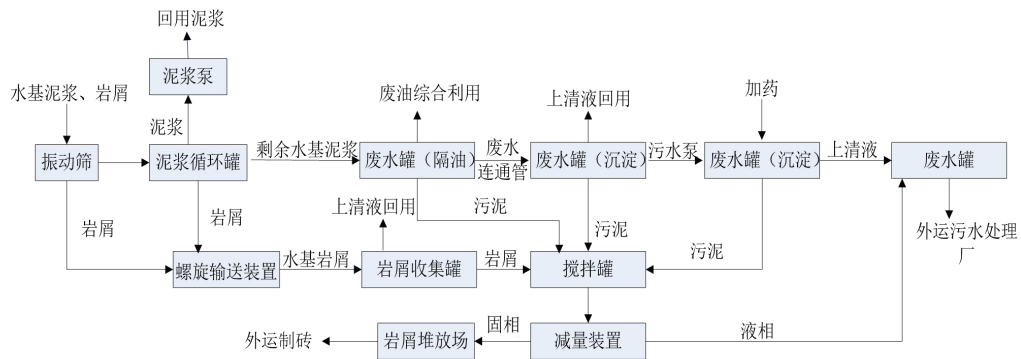 回用泥浆
泥浆泵
水基泥浆、岩屑
泥浆
废油综合利用
上清液回用
加药
振动筛
泥浆循环罐
剩余水基泥浆
废水罐（隔油）
废水
连通管
废水罐（沉淀）
污水泵
废水罐（沉淀）
上清液
废水罐
岩屑
岩屑
上清液回用
污泥
污泥
污泥
外运污水处理
厂
螺旋输送装置
水基岩屑
岩屑收集罐
岩屑
搅拌罐
外运制砖
岩屑堆放场
固相
减量装置
液相